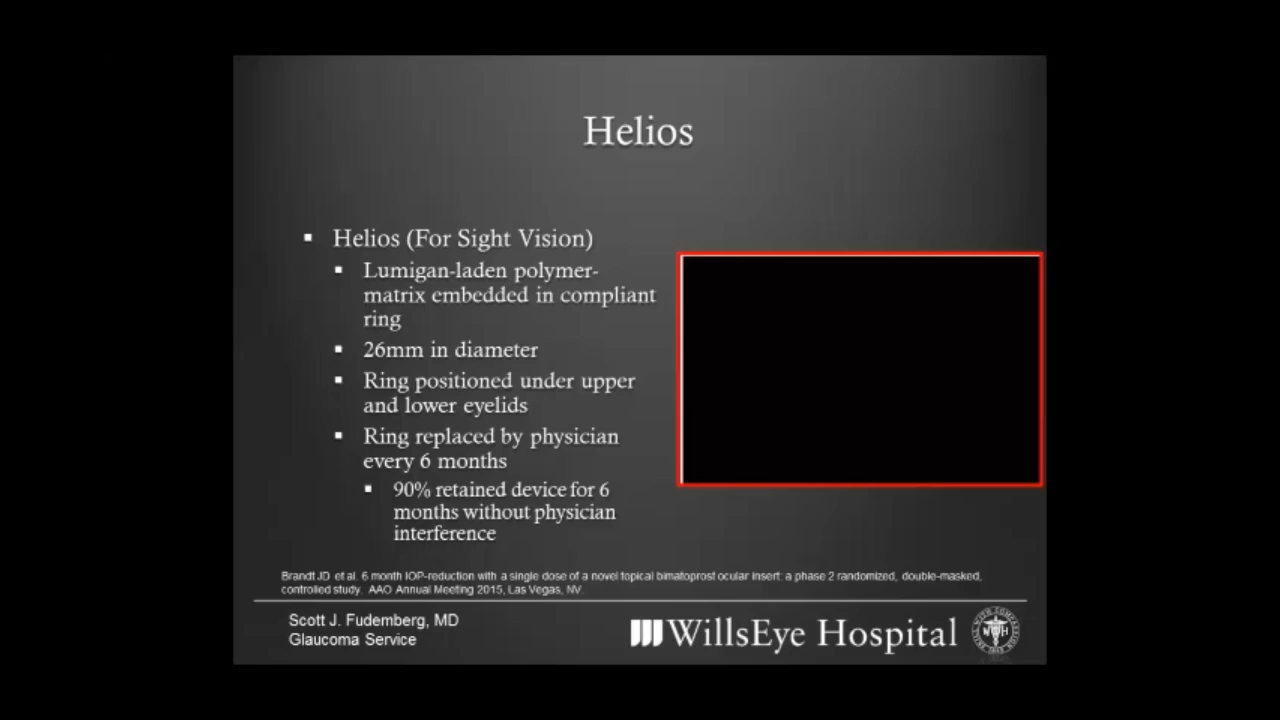 Helios
Helios (For Sight Vision)
Lumigan-laden polymer-
matrix embedded in compliant
ring
26mm in diameter
Ring positioned under upper
and lower eyelids
Ring replaced by physician
every 6 months
90% retained device for 6
months without physician
interference
Brandt JD et al. 6 month IOP-reduction with a single dose of a novel topical bimatoprost ocular insert: a phase 2 randomized, double-masked,
controlled study. AAO Annual Meeting 2015, Las Vegas, NV.
Scott J. Fudemberg, MD
Glaucoma Service
WillsEye Hospital